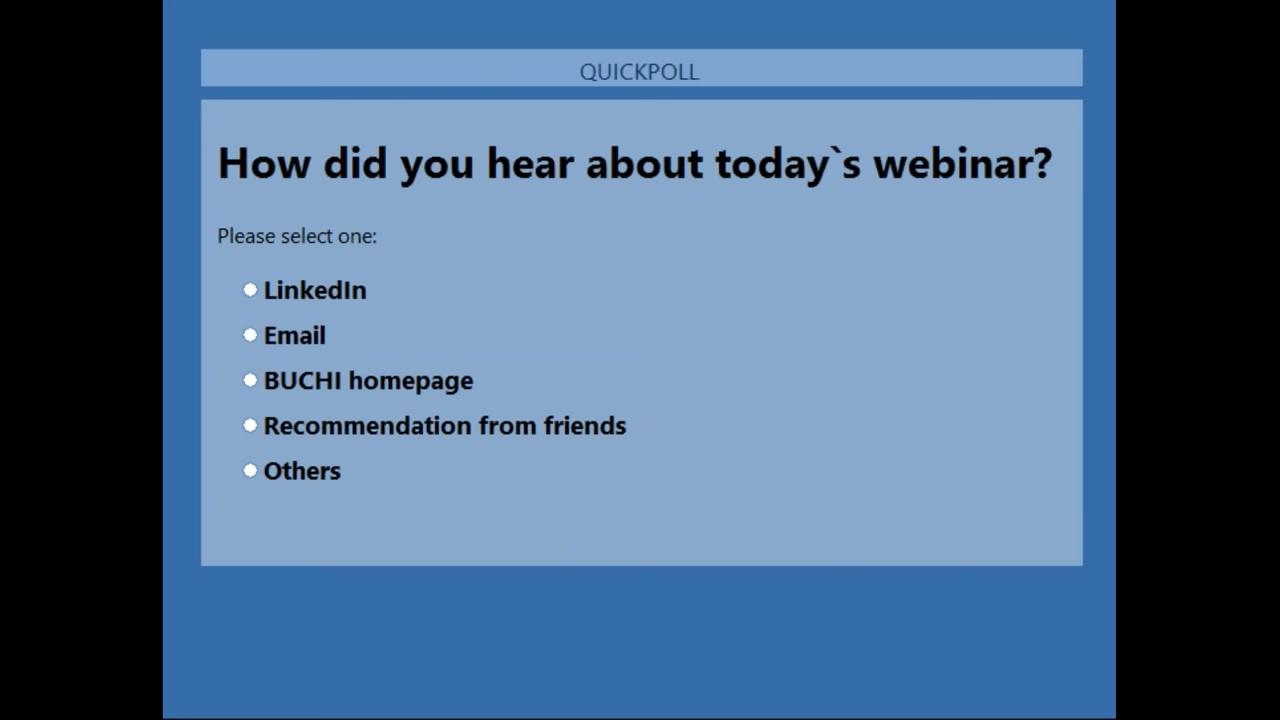 QUICKPOLL
How did you hear about today`s webinar?
Please select one:
LinkedIn
Email
BUCHI homepage
Recommendation from friends
Others